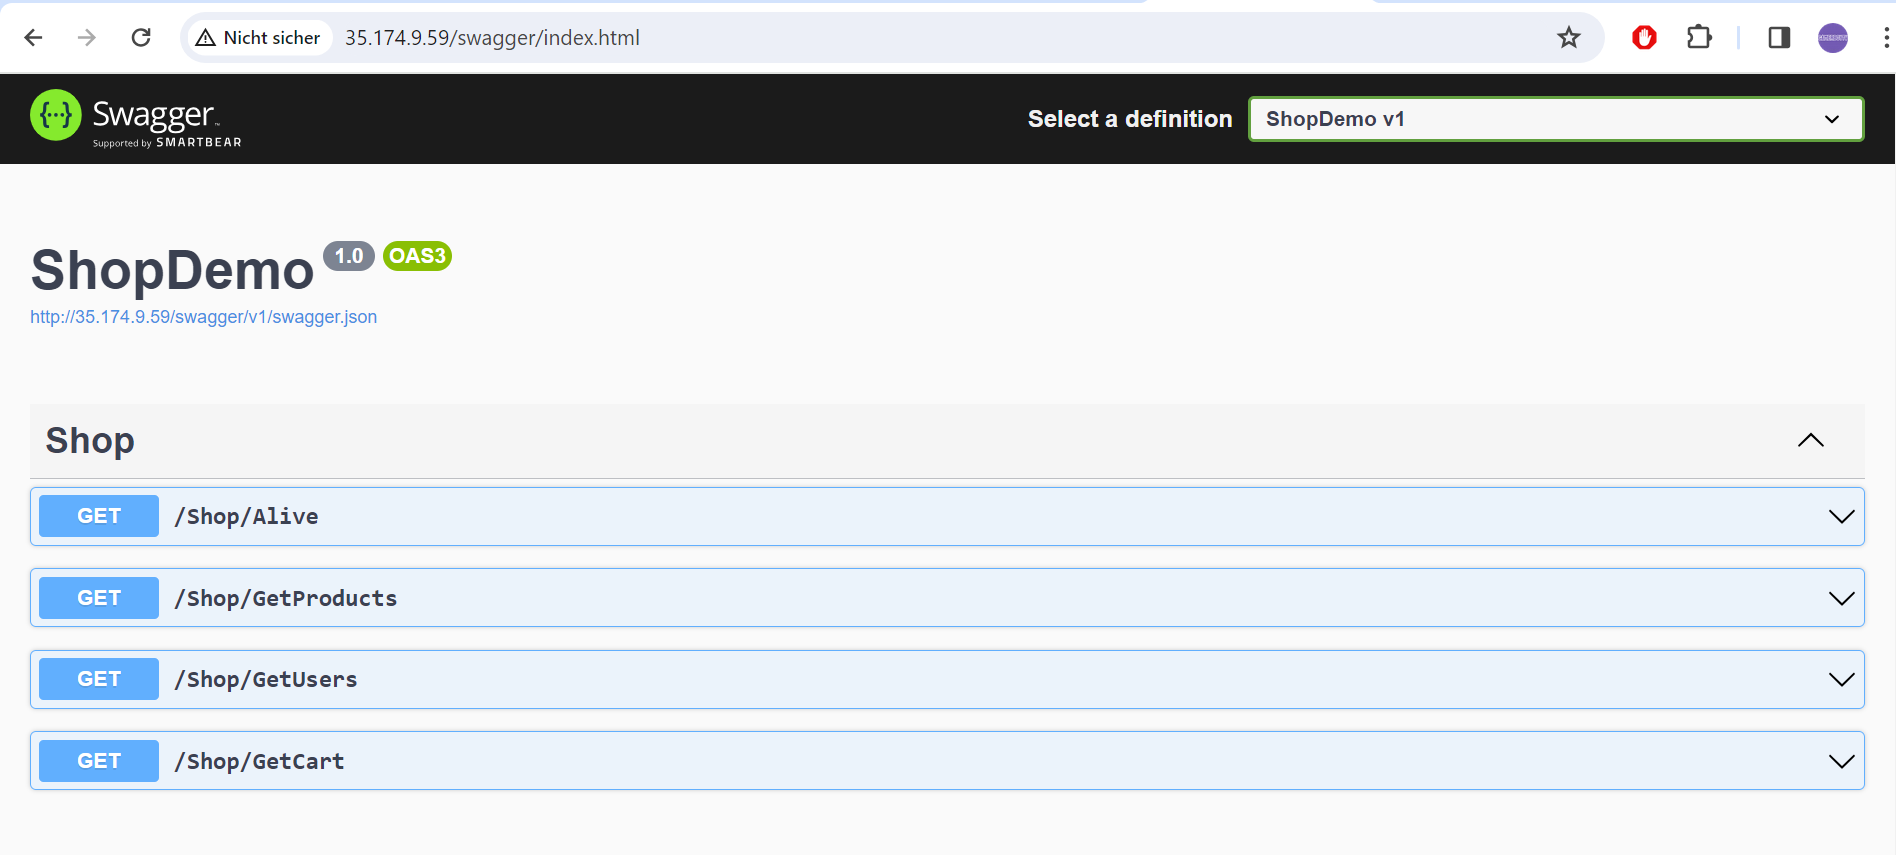 Nicht sicher 35.174.9.59/swagger/index.html
Swagger™
Supported by SMARTBEAR
Select a definition ShopDemo v1
ShopDemo 1.0 OAS3
http://35.174.9.59/swagger/v1/swagger.json
Shop
GET /Shop/Alive
GET /Shop/GetProducts
GET /Shop/GetUsers
GET /Shop/GetCart